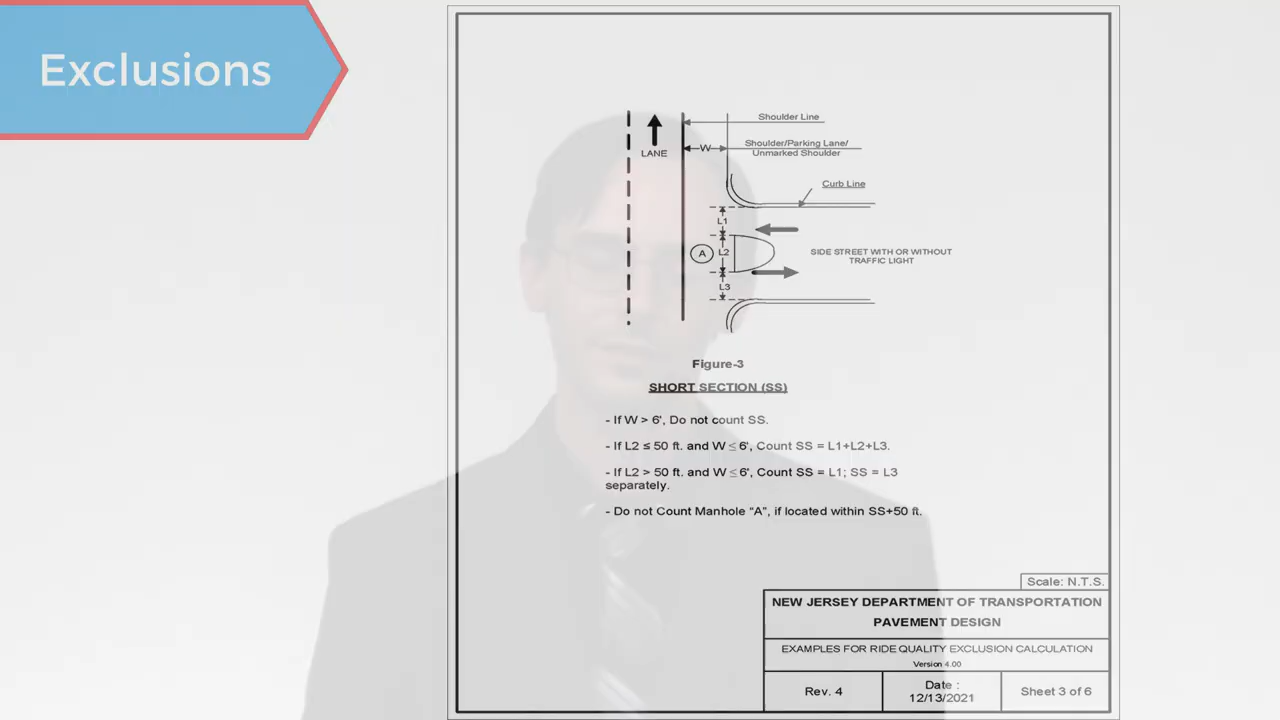 Exclusions
Shoulder Line
LANE
W
Shoulder/Parking Lane/
Unmarked Shoulder
Curb Line
L1
A
L2
SIDE STREET WITH OR WITHOUT
TRAFFIC LIGHT
L3
Figure-3
SHORT SECTION (SS)
- If W > 6', Do not count SS.
- If L2 ≤ 50 ft. and W ≤ 6', Count SS = L1+L2+L3.
- If L2 > 50 ft. and W ≤ 6', Count SS = L1; SS = L3
separately.
- Do not Count Manhole “A”, if located within SS+50 ft.
Scale: N.T.S.
NEW JERSEY DEPARTMENT OF TRANSPORTATION
PAVEMENT DESIGN
EXAMPLES FOR RIDE QUALITY EXCLUSION CALCULATION
Version 4.00
Rev. 4
Date :
12/13/2021
Sheet 3 of 6